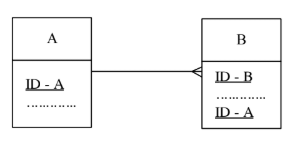 A
ID - A
............
B
ID - B
............
ID - A